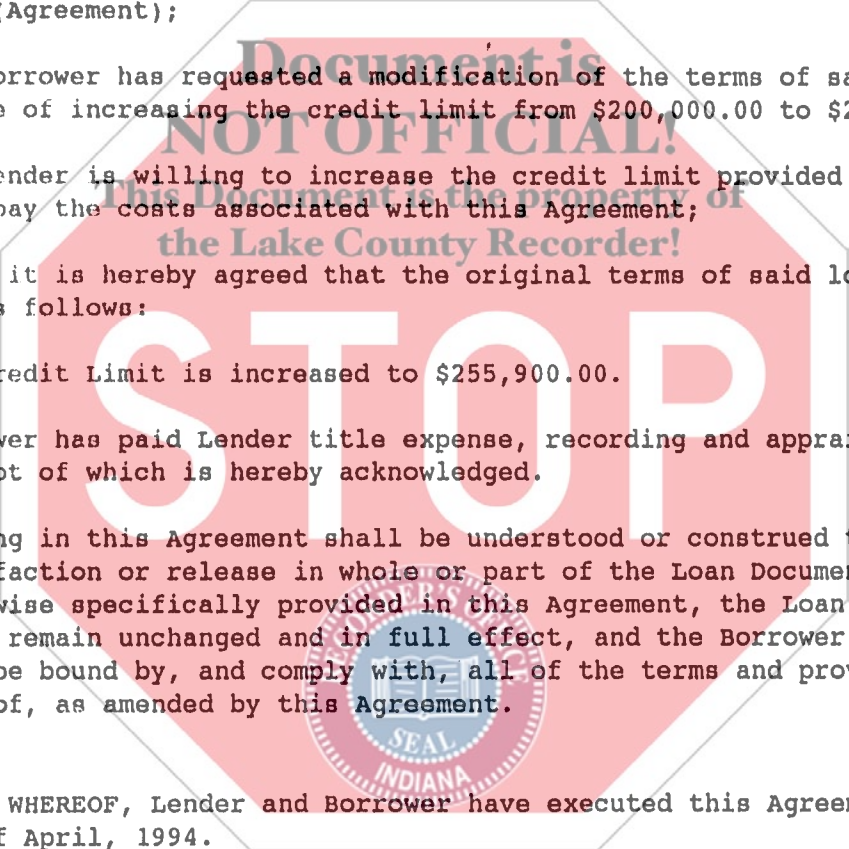 (Agreement);
Document is
orrower has requested a modification of the terms of sa
e of increasing the credit limit from $200,000.00 to $2
NOT OFFICIAL!
ender is willing to increase the credit limit provided
This Document is the property of
pay the costs associated with this Agreement;
the Lake County Recorder!
it is hereby agreed that the original terms of said lo
s follows:
STOP
redit Limit is increased to $255,900.00.
wer has paid Lender title expense, recording and apprai
pt of which is hereby acknowledged.
ng in this Agreement shall be understood or construed t
faction or release in whole or part of the Loan Documen
wise specifically provided in this Agreement, the Loan
remain unchanged and in full effect, and the Borrower
be bound by, and comply with, all of the terms and prov
of, as amended by this Agreement.
RECORDER'S OFFICE
SEAL
INDIANA
WHEREOF, Lender and Borrower have executed this Agreem
f April, 1994.